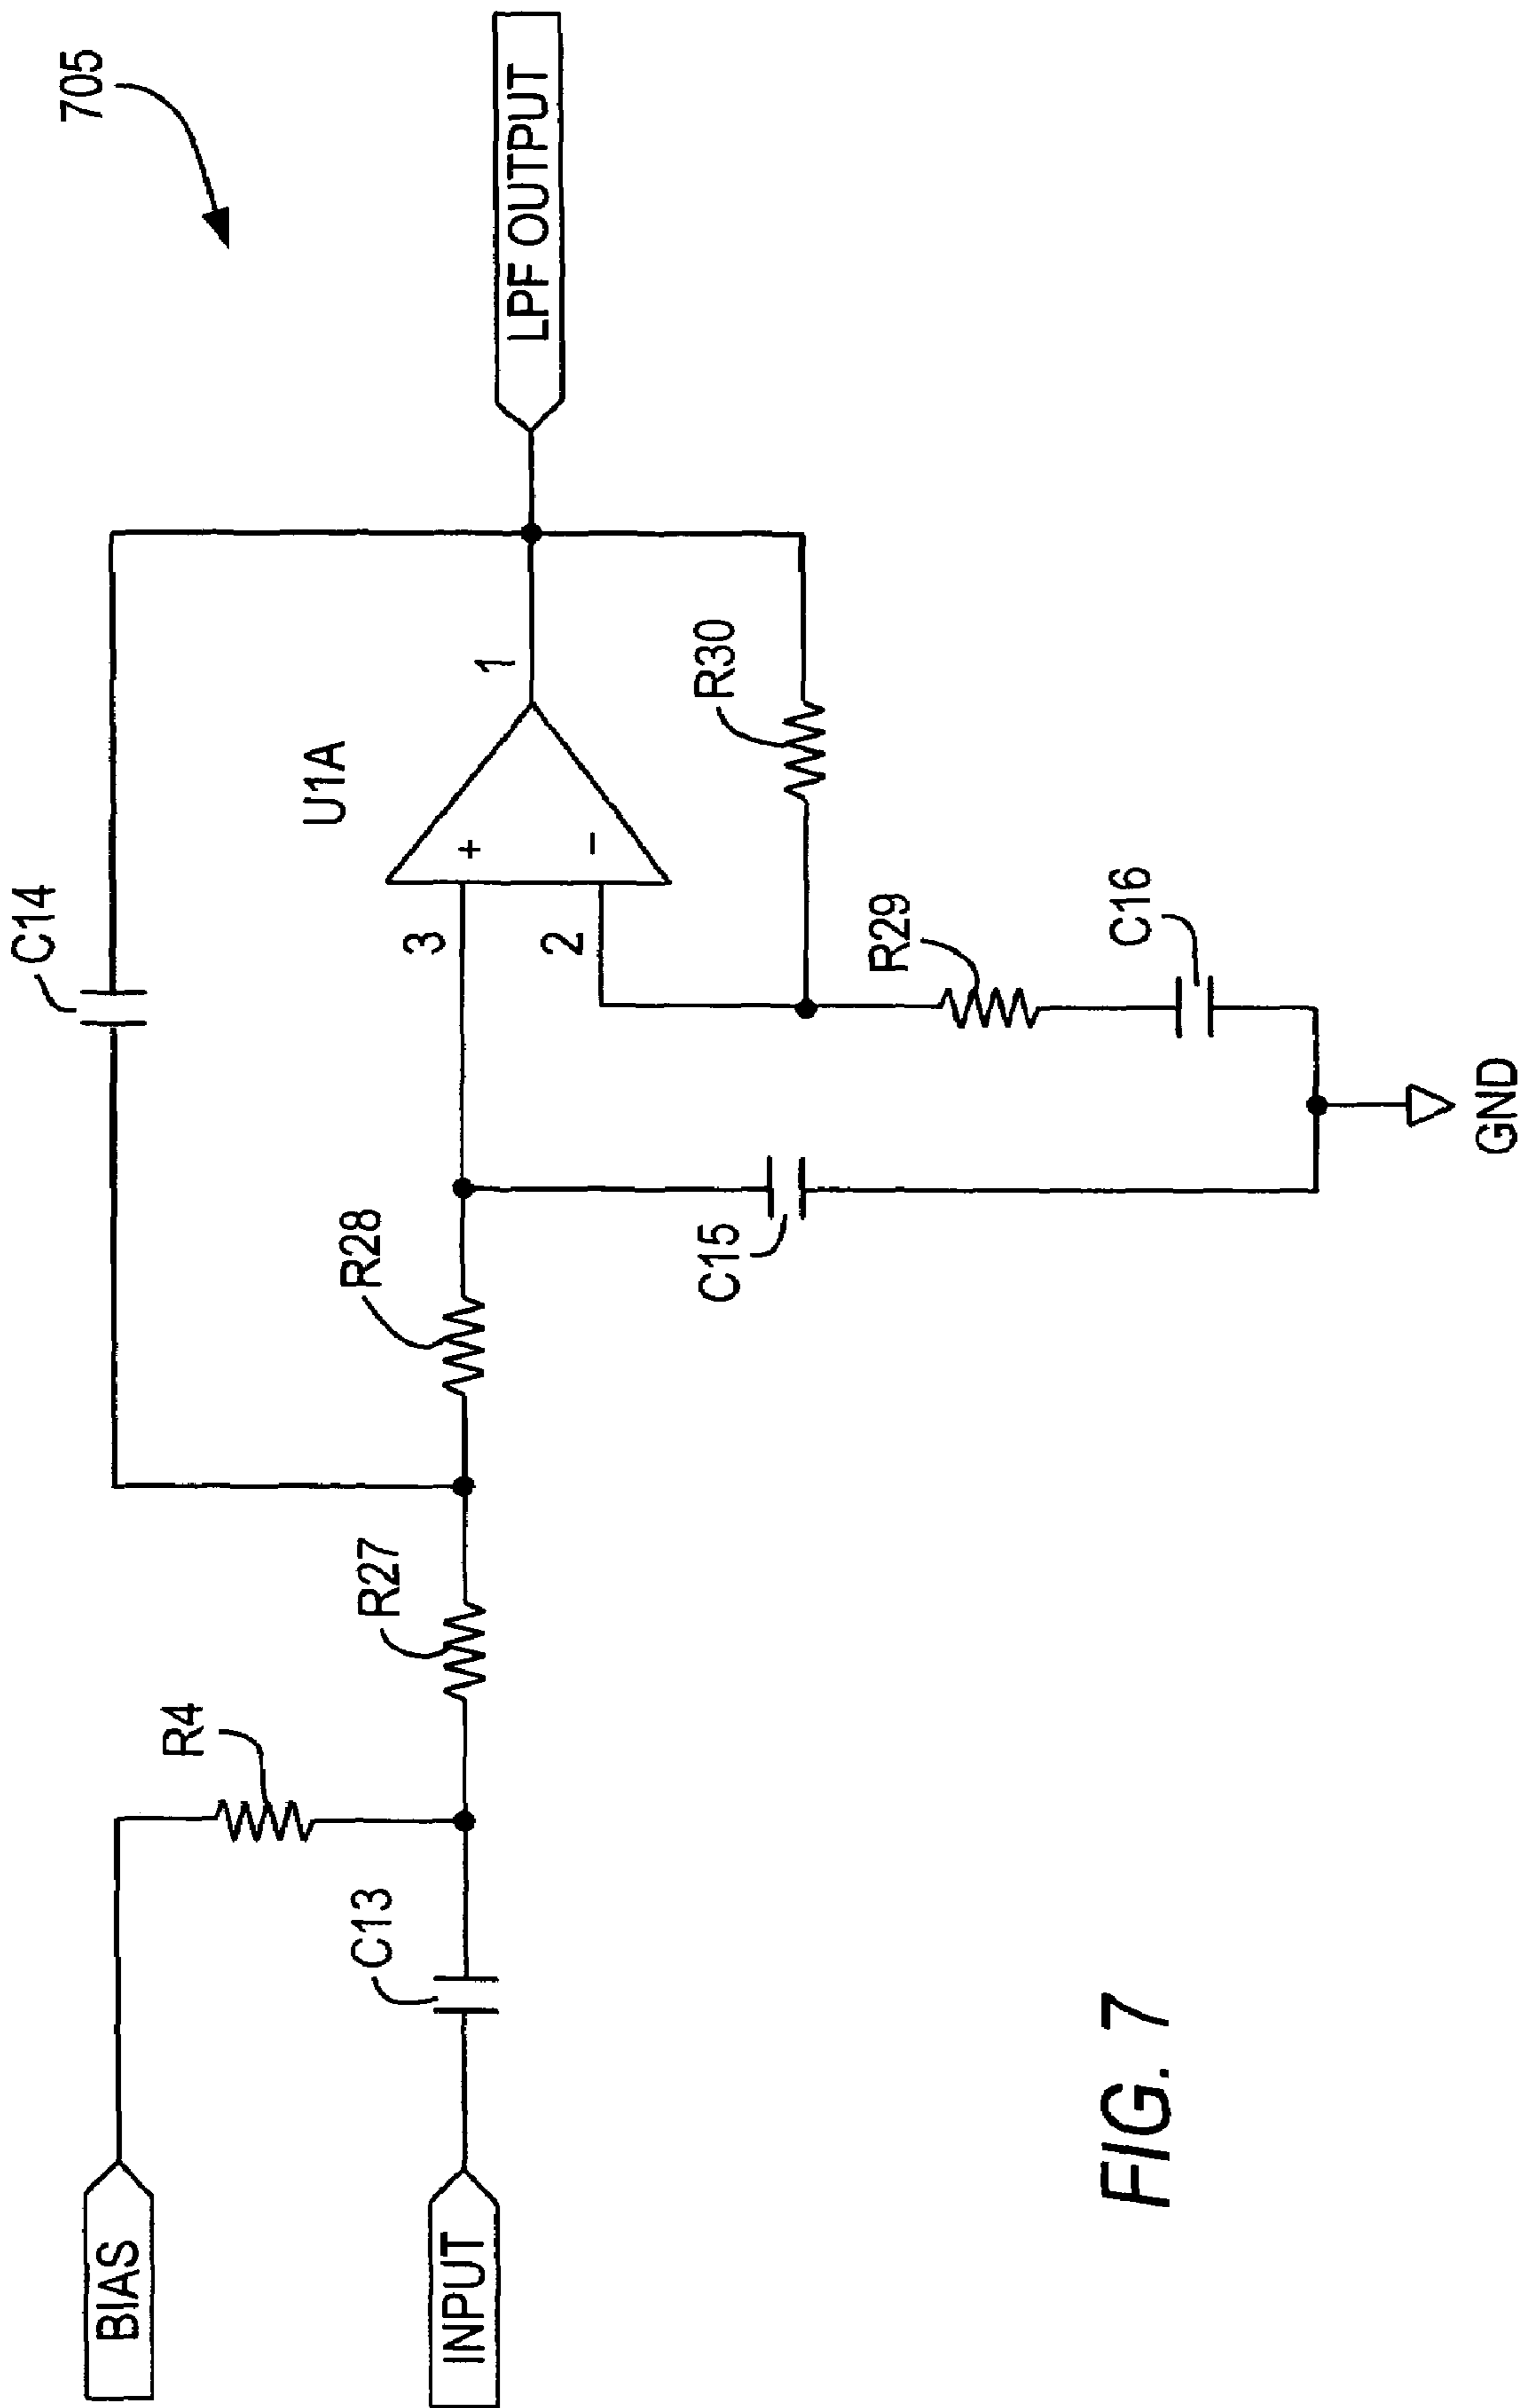 705
C14
U1A
1
LPF OUTPUT
BIAS
R4
R27
R28
3
+
2
−
R30
INPUT
C13
C15
R29
C16
GND
FIG. 7